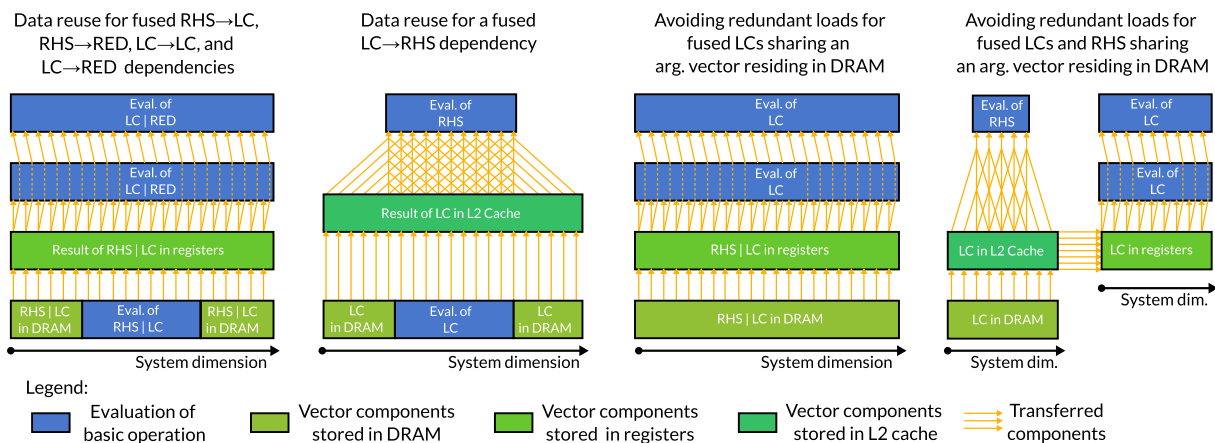 Data reuse for fused RHS→LC,
RHS→RED, LC→LC, and
LC→RED dependencies
Eval. of
LC | RED
Eval. of
LC | RED
Result of RHS | LC in registers
RHS | LC
in DRAM
Eval. of
RHS | LC
RHS | LC
in DRAM
System dimension
Data reuse for a fused
LC→RHS dependency
Eval. of
RHS
Result of LC in L2 Cache
LC
in DRAM
Eval. of
LC
LC
in DRAM
System dimension
Avoiding redundant loads for
fused LCs sharing an
arg. vector residing in DRAM
Eval. of
LC
Eval. of
LC
RHS | LC in registers
RHS | LC in DRAM
System dimension
Avoiding redundant loads for
fused LCs and RHS sharing
an arg. vector residing in DRAM
Eval. of
RHS
LC in L2 Cache
LC in DRAM
System dim.
Eval. of
LC
Eval. of
LC
LC in registers
System dim.
Legend:
Evaluation of
basic operation
Vector components
stored in DRAM
Vector components
stored in registers
Vector components
stored in L2 cache
Transferred
components